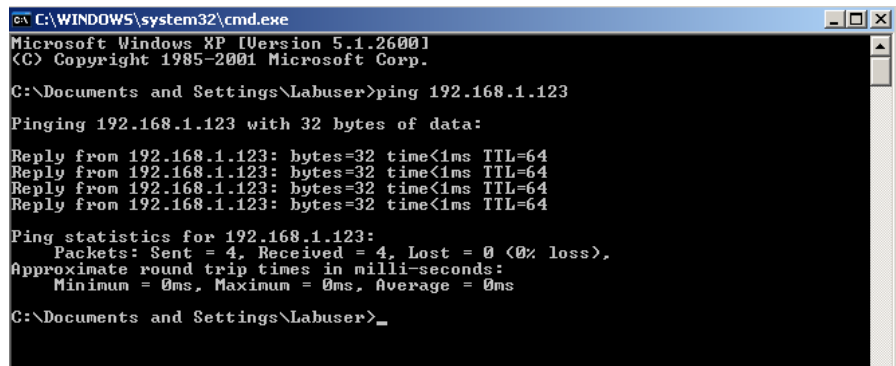 C:\WINDOWS\system32\cmd.exe
Microsoft Windows XP [Version 5.1.2600]
(C) Copyright 1985-2001 Microsoft Corp.
C:\Documents and Settings\Labuser>ping 192.168.1.123
Pinging 192.168.1.123 with 32 bytes of data:
Reply from 192.168.1.123: bytes=32 time<1ms TTL=64
Reply from 192.168.1.123: bytes=32 time<1ms TTL=64
Reply from 192.168.1.123: bytes=32 time<1ms TTL=64
Reply from 192.168.1.123: bytes=32 time<1ms TTL=64
Ping statistics for 192.168.1.123:
    Packets: Sent = 4, Received = 4, Lost = 0 (0% loss),
Approximate round trip times in milli-seconds:
    Minimum = 0ms, Maximum = 0ms, Average = 0ms
C:\Documents and Settings\Labuser>_